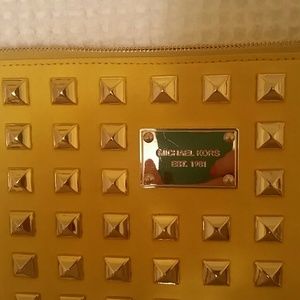 MICHAEL KORS
EST. 1981